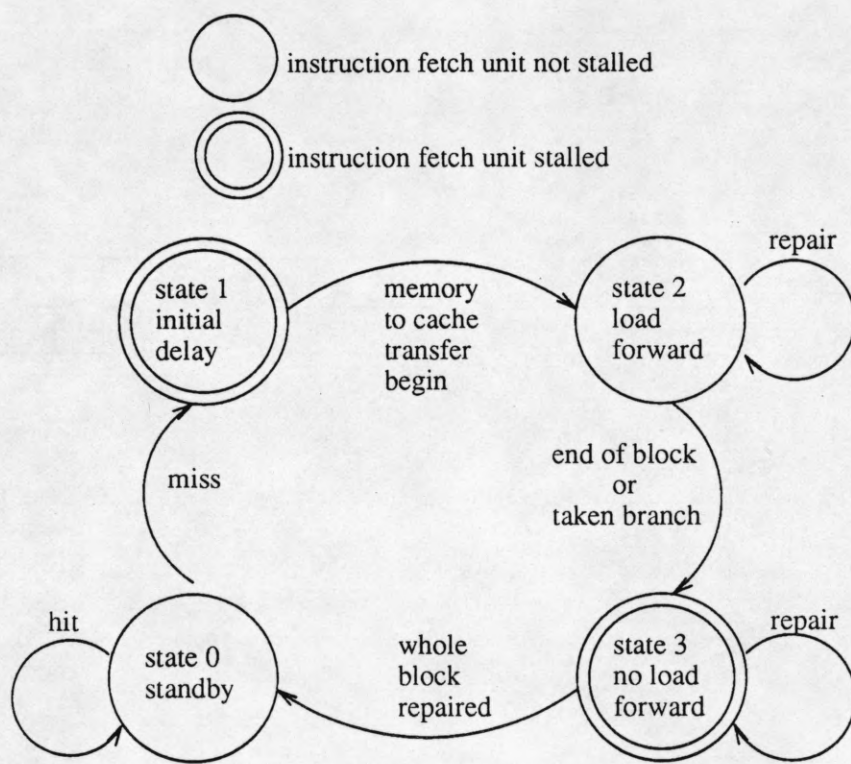 instruction fetch unit not stalled
instruction fetch unit stalled
state 1
initial
delay
memory
to cache
transfer
begin
state 2
load
forward
repair
miss
end of block
or
taken branch
hit
state 0
standby
whole
block
repaired
state 3
no load
forward
repair